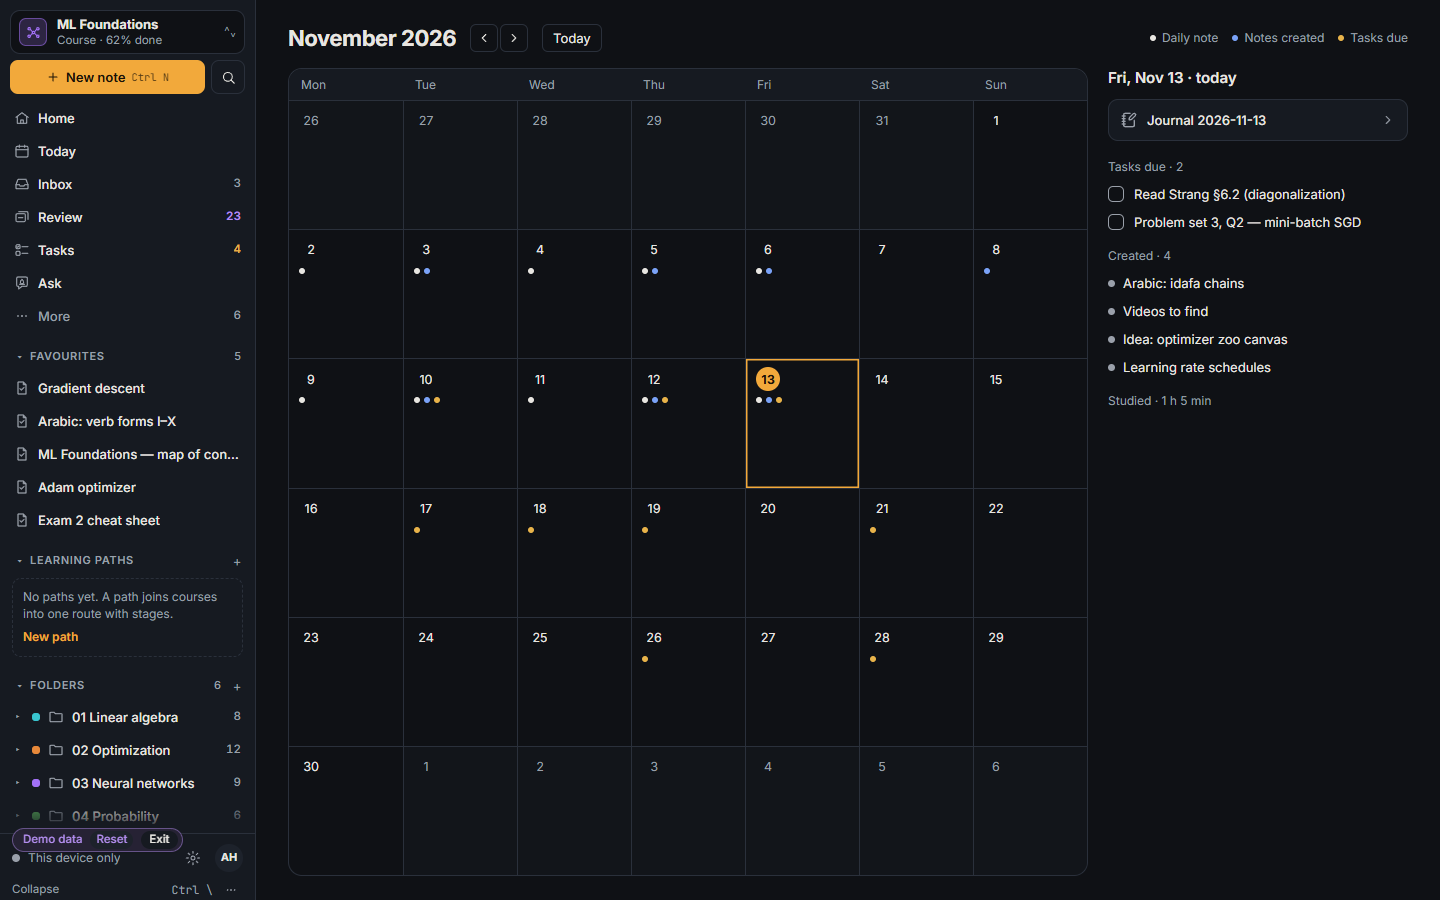 ML Foundations
Course · 62% done
+ New note Ctrl N
Home
Today
Inbox 3
Review 23
Tasks 4
Ask
More 6
FAVOURITES 5
Gradient descent
Arabic: verb forms I–X
ML Foundations — map of con...
Adam optimizer
Exam 2 cheat sheet
LEARNING PATHS +
No paths yet. A path joins courses
into one route with stages.
New path
FOLDERS 6 +
01 Linear algebra 8
02 Optimization 12
03 Neural networks 9
04 Probability 6
Demo data Reset Exit
This device only AH
Collapse Ctrl \ ...
November 2026 < > Today
Daily note Notes created Tasks due
Mon Tue Wed Thu Fri Sat Sun
26 27 28 29 30 31 1
2 3 4 5 6 7 8
9 10 11 12 13 14 15
16 17 18 19 20 21 22
23 24 25 26 27 28 29
30 1 2 3 4 5 6
Fri, Nov 13 · today
Journal 2026-11-13
Tasks due · 2
Read Strang §6.2 (diagonalization)
Problem set 3, Q2 — mini-batch SGD
Created · 4
Arabic: idafa chains
Videos to find
Idea: optimizer zoo canvas
Learning rate schedules
Studied · 1 h 5 min